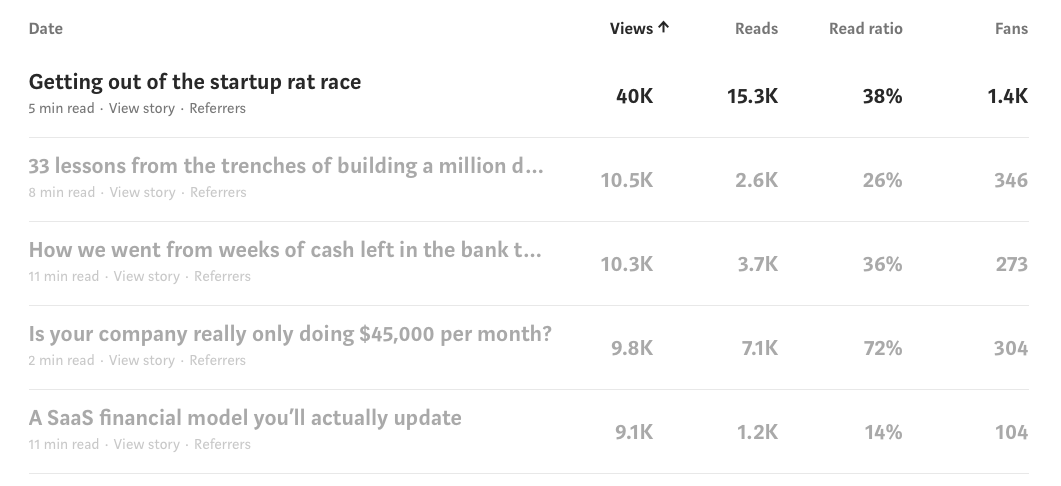 Date Views ↑ Reads Read ratio Fans
Getting out of the startup rat race
5 min read · View story · Referrers
40K 15.3K 38% 1.4K
33 lessons from the trenches of building a million d…
8 min read · View story · Referrers
10.5K 2.6K 26% 346
How we went from weeks of cash left in the bank t…
11 min read · View story · Referrers
10.3K 3.7K 36% 273
Is your company really only doing $45,000 per month?
2 min read · View story · Referrers
9.8K 7.1K 72% 304
A SaaS financial model you’ll actually update
11 min read · View story · Referrers
9.1K 1.2K 14% 104